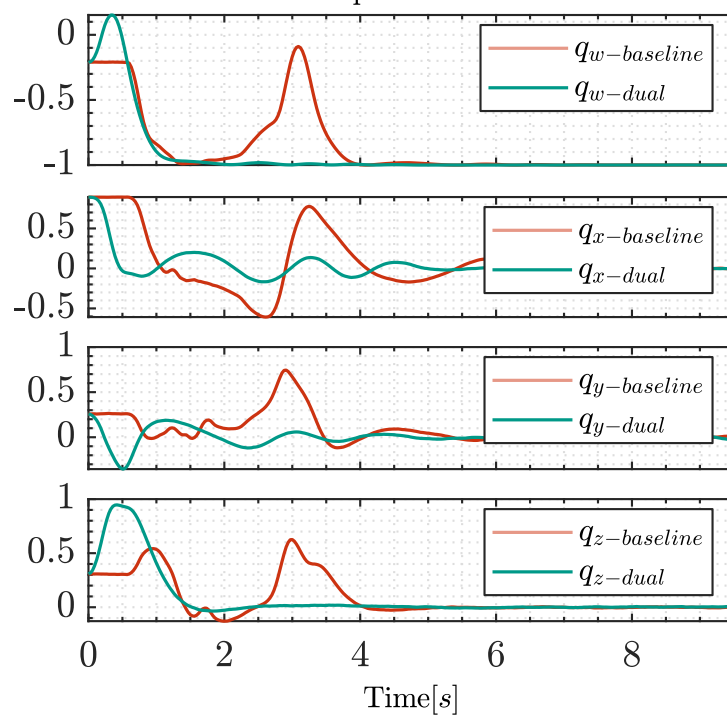 0
-0.5
-1
q_{w-baseline}
q_{w-dual}
0.5
0
-0.5
q_{x-baseline}
q_{x-dual}
1
0.5
0
q_{y-baseline}
q_{y-dual}
1
0.5
0
q_{z-baseline}
q_{z-dual}
0 2 4 6 8
Time[s]